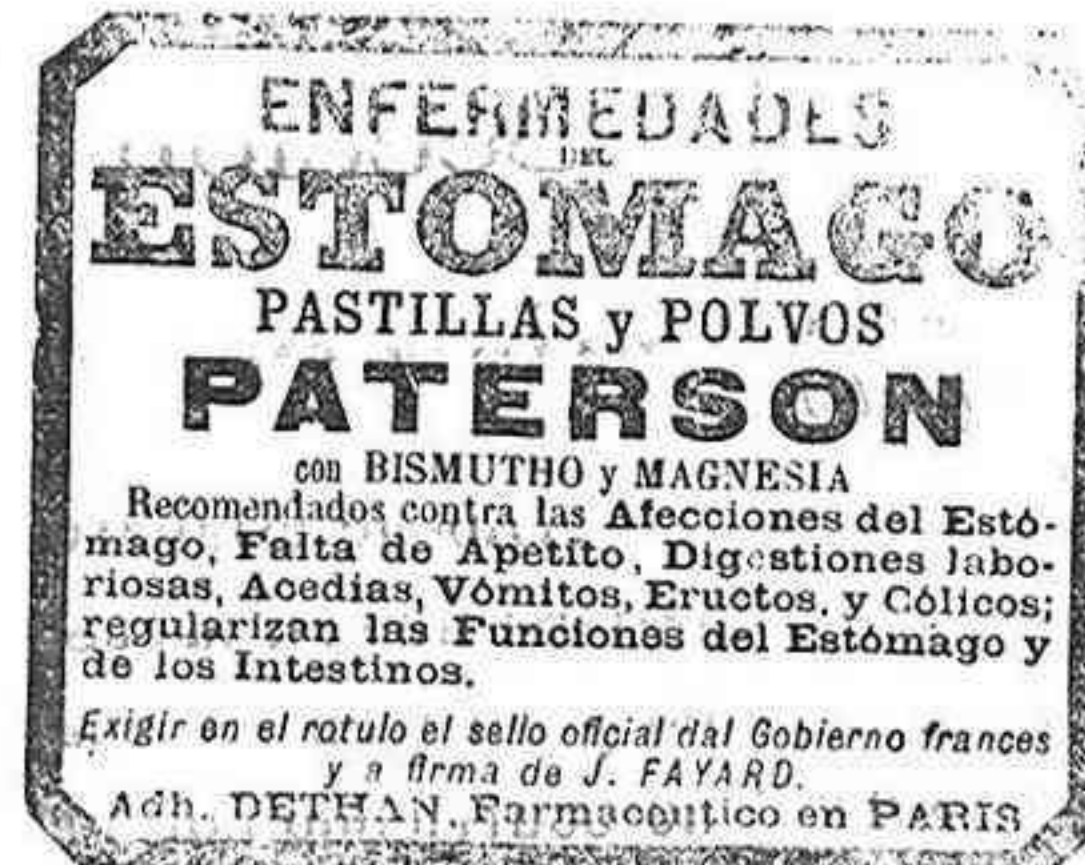 ENFERMEDADES
DEL
ESTOMAGO
PASTILLAS y POLVOS
PATERSON
con BISMUTHO y MAGNESIA
Recomendados contra las Afecciones del Estó-
mago, Falta de Apetito, Digestiones labo-
riosas, Acedias, Vómitos, Eructos, y Cólicos;
regularizan las Funciones del Estómago y
de los Intestinos.
Exigir en el rotulo el sello oficial dal Gobierno frances
y a firma de J. FAYARD.
Adh. DETHAN, Farmaceutico en PARIS